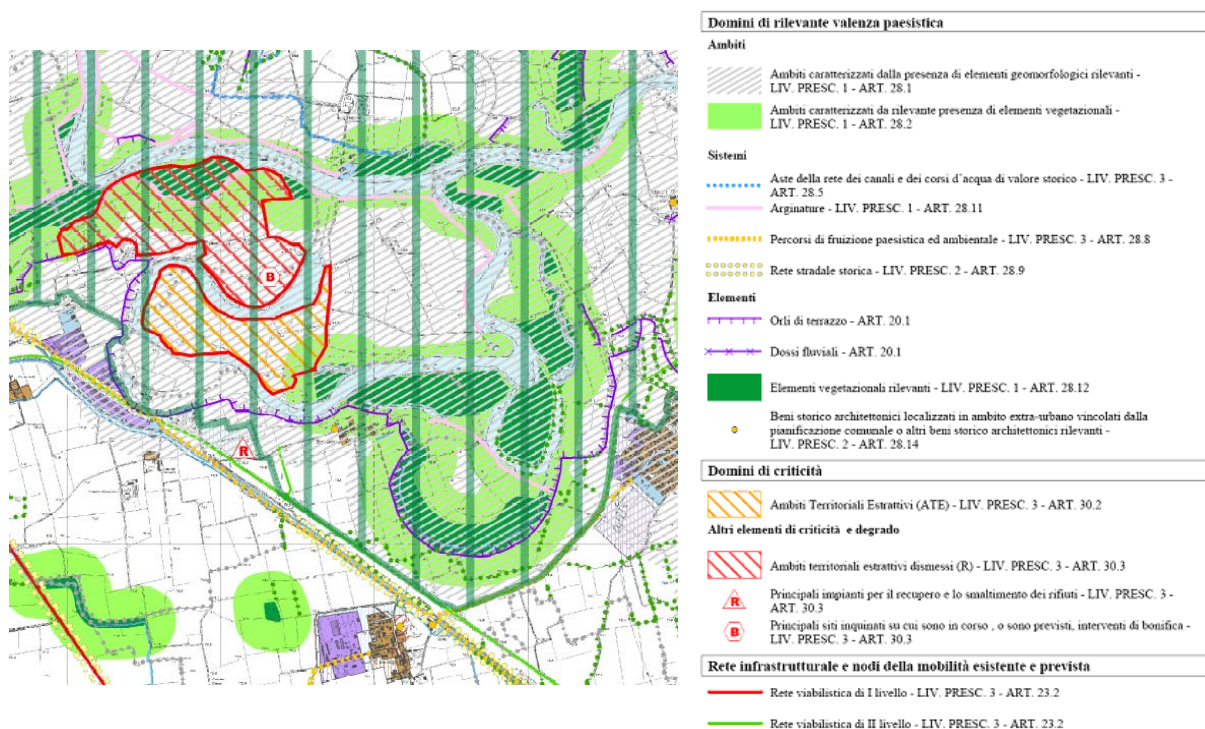 Domini di rilevante valenza paesistica
Ambiti
Ambiti caratterizzati dalla presenza di elementi geomorfologici rilevanti -
LIV. PRESC. 1 - ART. 28.1
Ambiti caratterizzati da rilevante presenza di elementi vegetazionali -
LIV. PRESC. 1 - ART. 28.2
Sistemi
Aste della rete dei canali e dei corsi d'acqua di valore storico - LIV. PRESC. 3 -
ART. 28.5
Arginature - LIV. PRESC. 1 - ART. 28.11
Percorsi di fruizione paesistica ed ambientale - LIV. PRESC. 3 - ART. 28.8
Rete stradale storica - LIV. PRESC. 2 - ART. 28.9
Elementi
Orli di terrazzo - ART. 20.1
Dossi fluviali - ART. 20.1
Elementi vegetazionali rilevanti - LIV. PRESC. 1 - ART. 28.12
Beni storico architettonici localizzati in ambito extra-urbano vincolati dalla
pianificazione comunale o altri beni storico architettonici rilevanti -
LIV. PRESC. 2 - ART. 28.14
Domini di criticità
Ambiti Territoriali Estrattivi (ATE) - LIV. PRESC. 3 - ART. 30.2
Altri elementi di criticità e degrado
Ambiti territoriali estrattivi dismessi (R) - LIV. PRESC. 3 - ART. 30.3
R
Principali impianti per il recupero e lo smaltimento dei rifiuti - LIV. PRESC. 3 -
ART. 30.3
B
Principali siti inquinati su cui sono in corso , o sono previsti, interventi di bonifica -
LIV. PRESC. 3 - ART. 30.3
Rete infrastrutturale e nodi della mobilità esistente e prevista
Rete viabilistica di I livello - LIV. PRESC. 3 - ART. 23.2
Rete viabilistica di II livello - LIV. PRESC. 3 - ART. 23.2
B
R